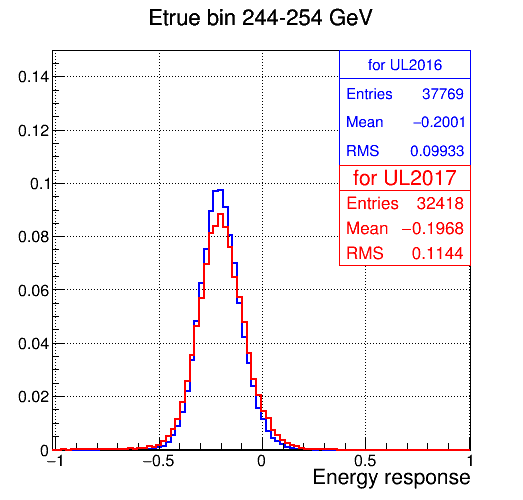 Etrue bin 244-254 GeV
for UL2016
Entries 37769
Mean −0.2001
RMS 0.09933
for UL2017
Entries 32418
Mean −0.1968
RMS 0.1144
0.14
0.12
0.1
0.08
0.06
0.04
0.02
0
−1 −0.5 0 0.5 1
Energy response